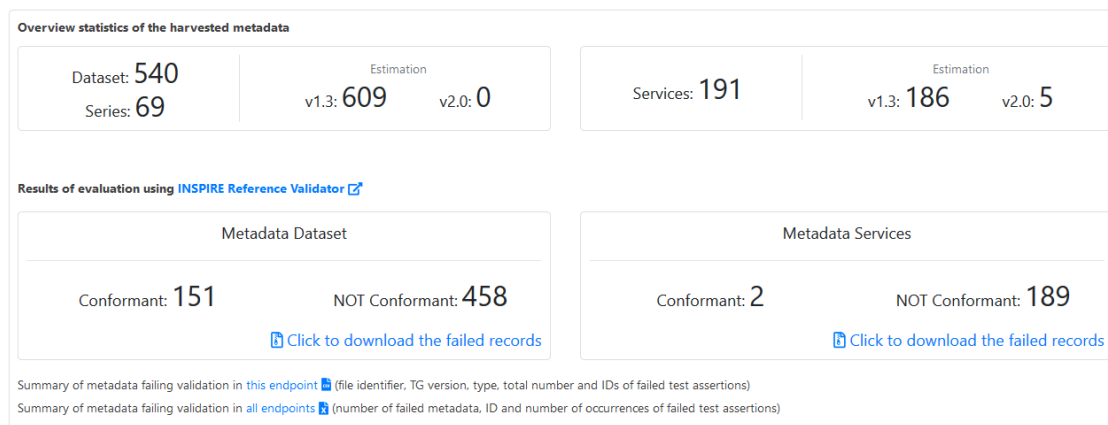 Overview statistics of the harvested metadata
Dataset: 540
Series: 69
Estimation
v1.3: 609 v2.0: 0
Services: 191
Estimation
v1.3: 186 v2.0: 5
Results of evaluation using INSPIRE Reference Validator
Metadata Dataset
Conformant: 151 NOT Conformant: 458
Click to download the failed records
Metadata Services
Conformant: 2 NOT Conformant: 189
Click to download the failed records
Summary of metadata failing validation in this endpoint (file identifier, TG version, type, total number and IDs of failed test assertions)
Summary of metadata failing validation in all endpoints (number of failed metadata, ID and number of occurrences of failed test assertions)